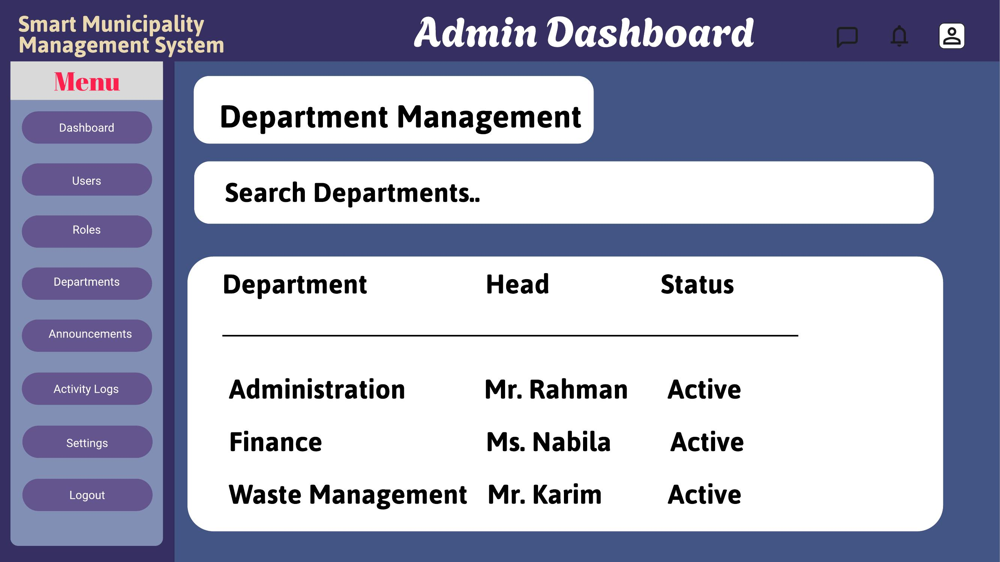 Smart Municipality
Management System
Admin Dashboard
Menu
Dashboard
Users
Roles
Departments
Announcements
Activity Logs
Settings
Logout
Department Management
Search Departments..
Department Head Status
Administration Mr. Rahman Active
Finance Ms. Nabila Active
Waste Management Mr. Karim Active